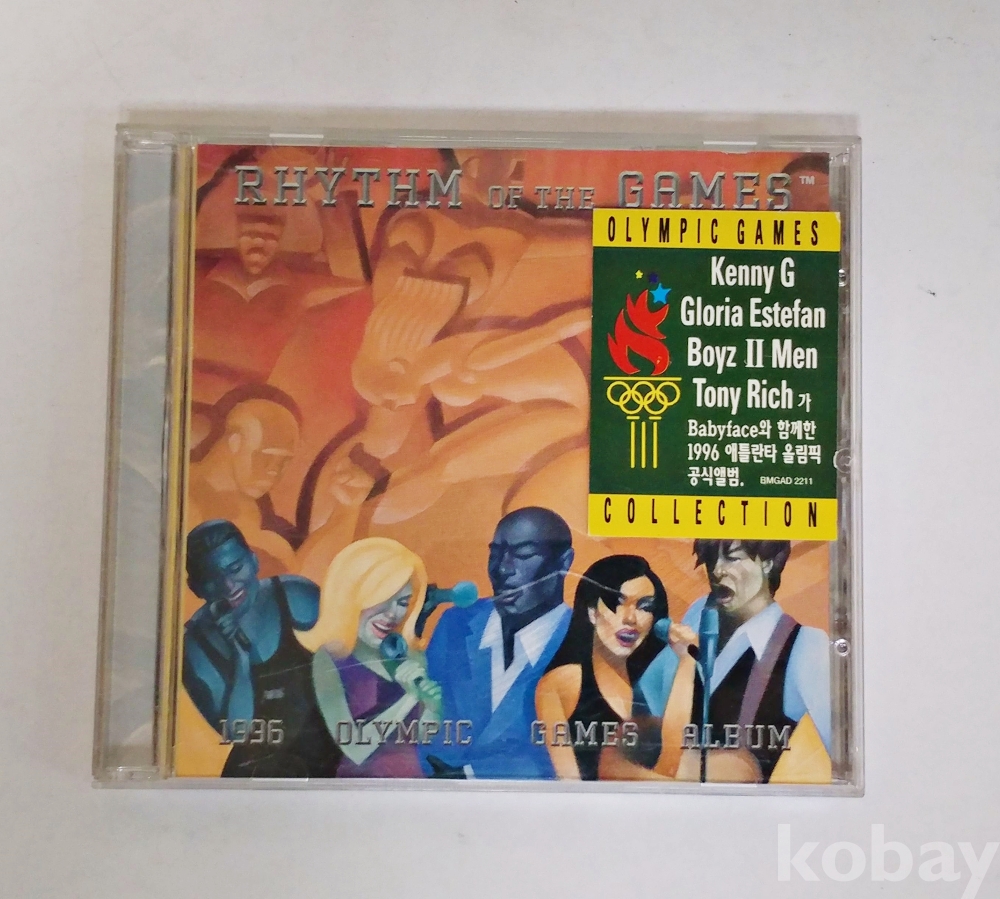 RHYTHM OF THE GAMES™
OLYMPIC GAMES
Kenny G
Gloria Estefan
Boyz II Men
Tony Rich 가
Babyface와 함께한
1996 애틀란타 올림픽
공식앨범. BMGAD 2211
COLLECTION
1996 OLYMPIC GAMES ALBUM
kobay